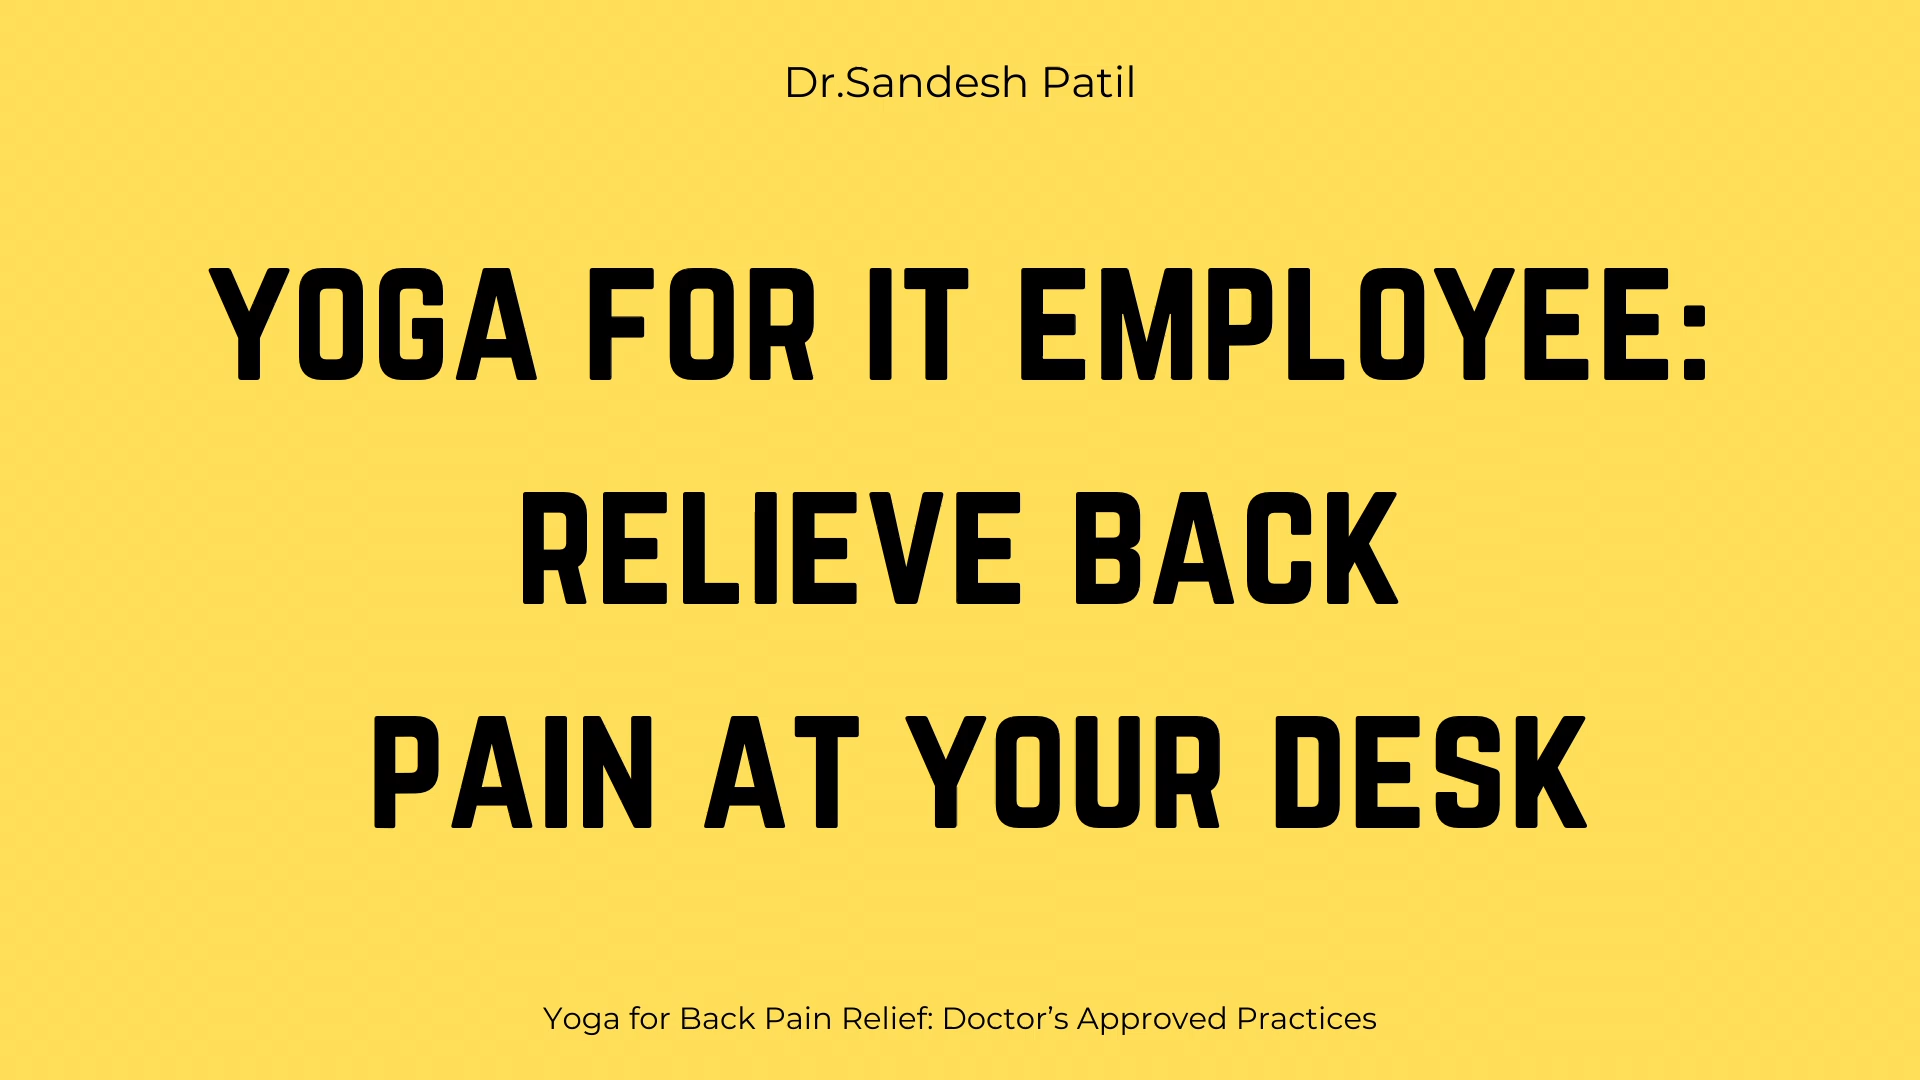 Dr.Sandesh Patil
YOGA FOR IT EMPLOYEE:
RELIEVE BACK
PAIN AT YOUR DESK
Yoga for Back Pain Relief: Doctor’s Approved Practices